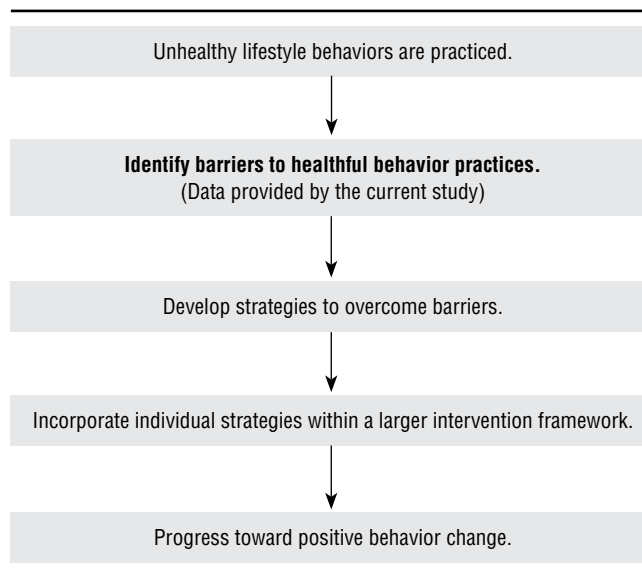 Unhealthy lifestyle behaviors are practiced.
Identify barriers to healthful behavior practices.
(Data provided by the current study)
Develop strategies to overcome barriers.
Incorporate individual strategies within a larger intervention framework.
Progress toward positive behavior change.